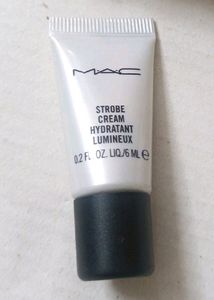 MAC
STROBE
CREAM
HYDRATANT
LUMINEUX
0.2 FL OZ. LIQ./6 ML ℮